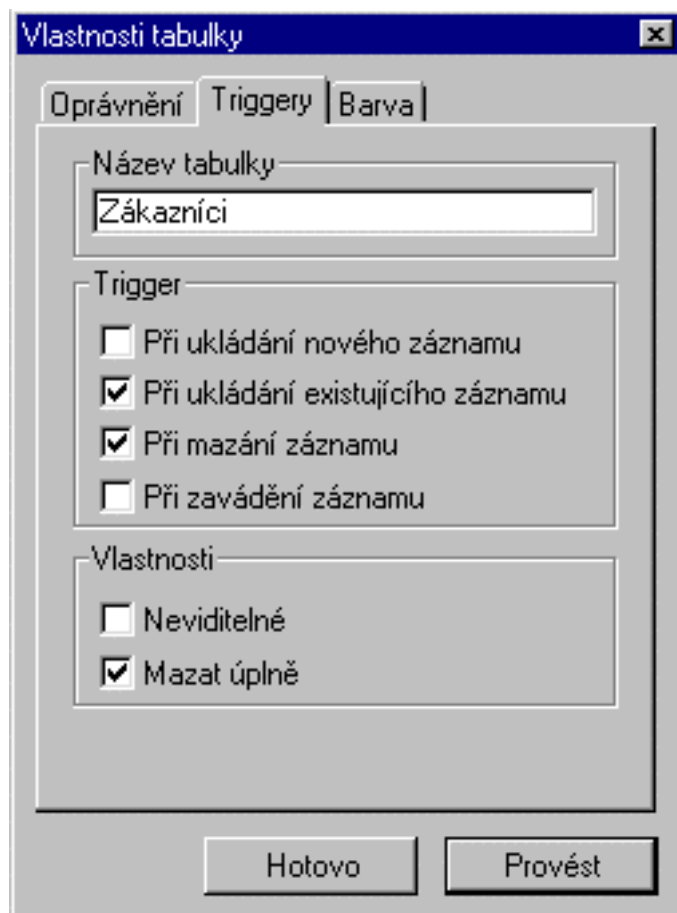 Vlastnosti tabulky
Oprávnění Triggery Barva
Název tabulky
Zákazníci
Trigger
Při ukládání nového záznamu
Při ukládání existujícího záznamu
Při mazání záznamu
Při zavádění záznamu
Vlastnosti
Neviditelné
Mazat úplně
Hotovo Provést